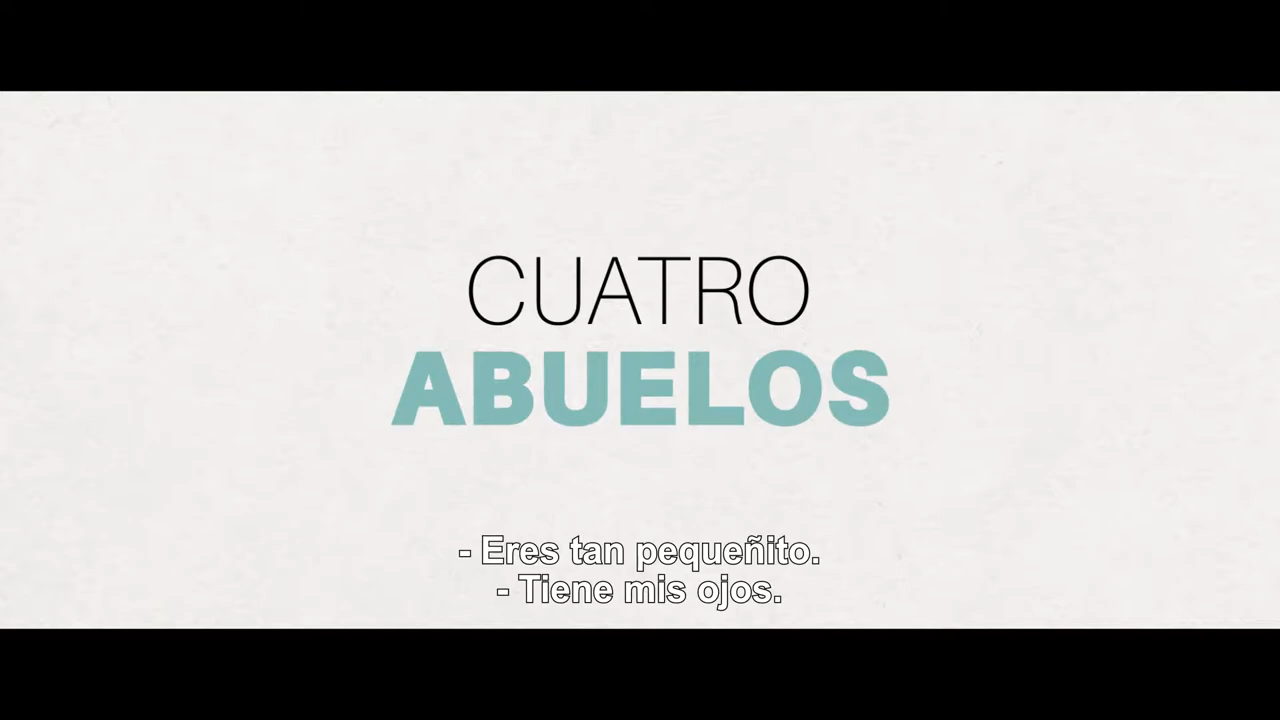 CUATRO
ABUELOS
- Eres tan pequeñito.
- Tiene mis ojos.